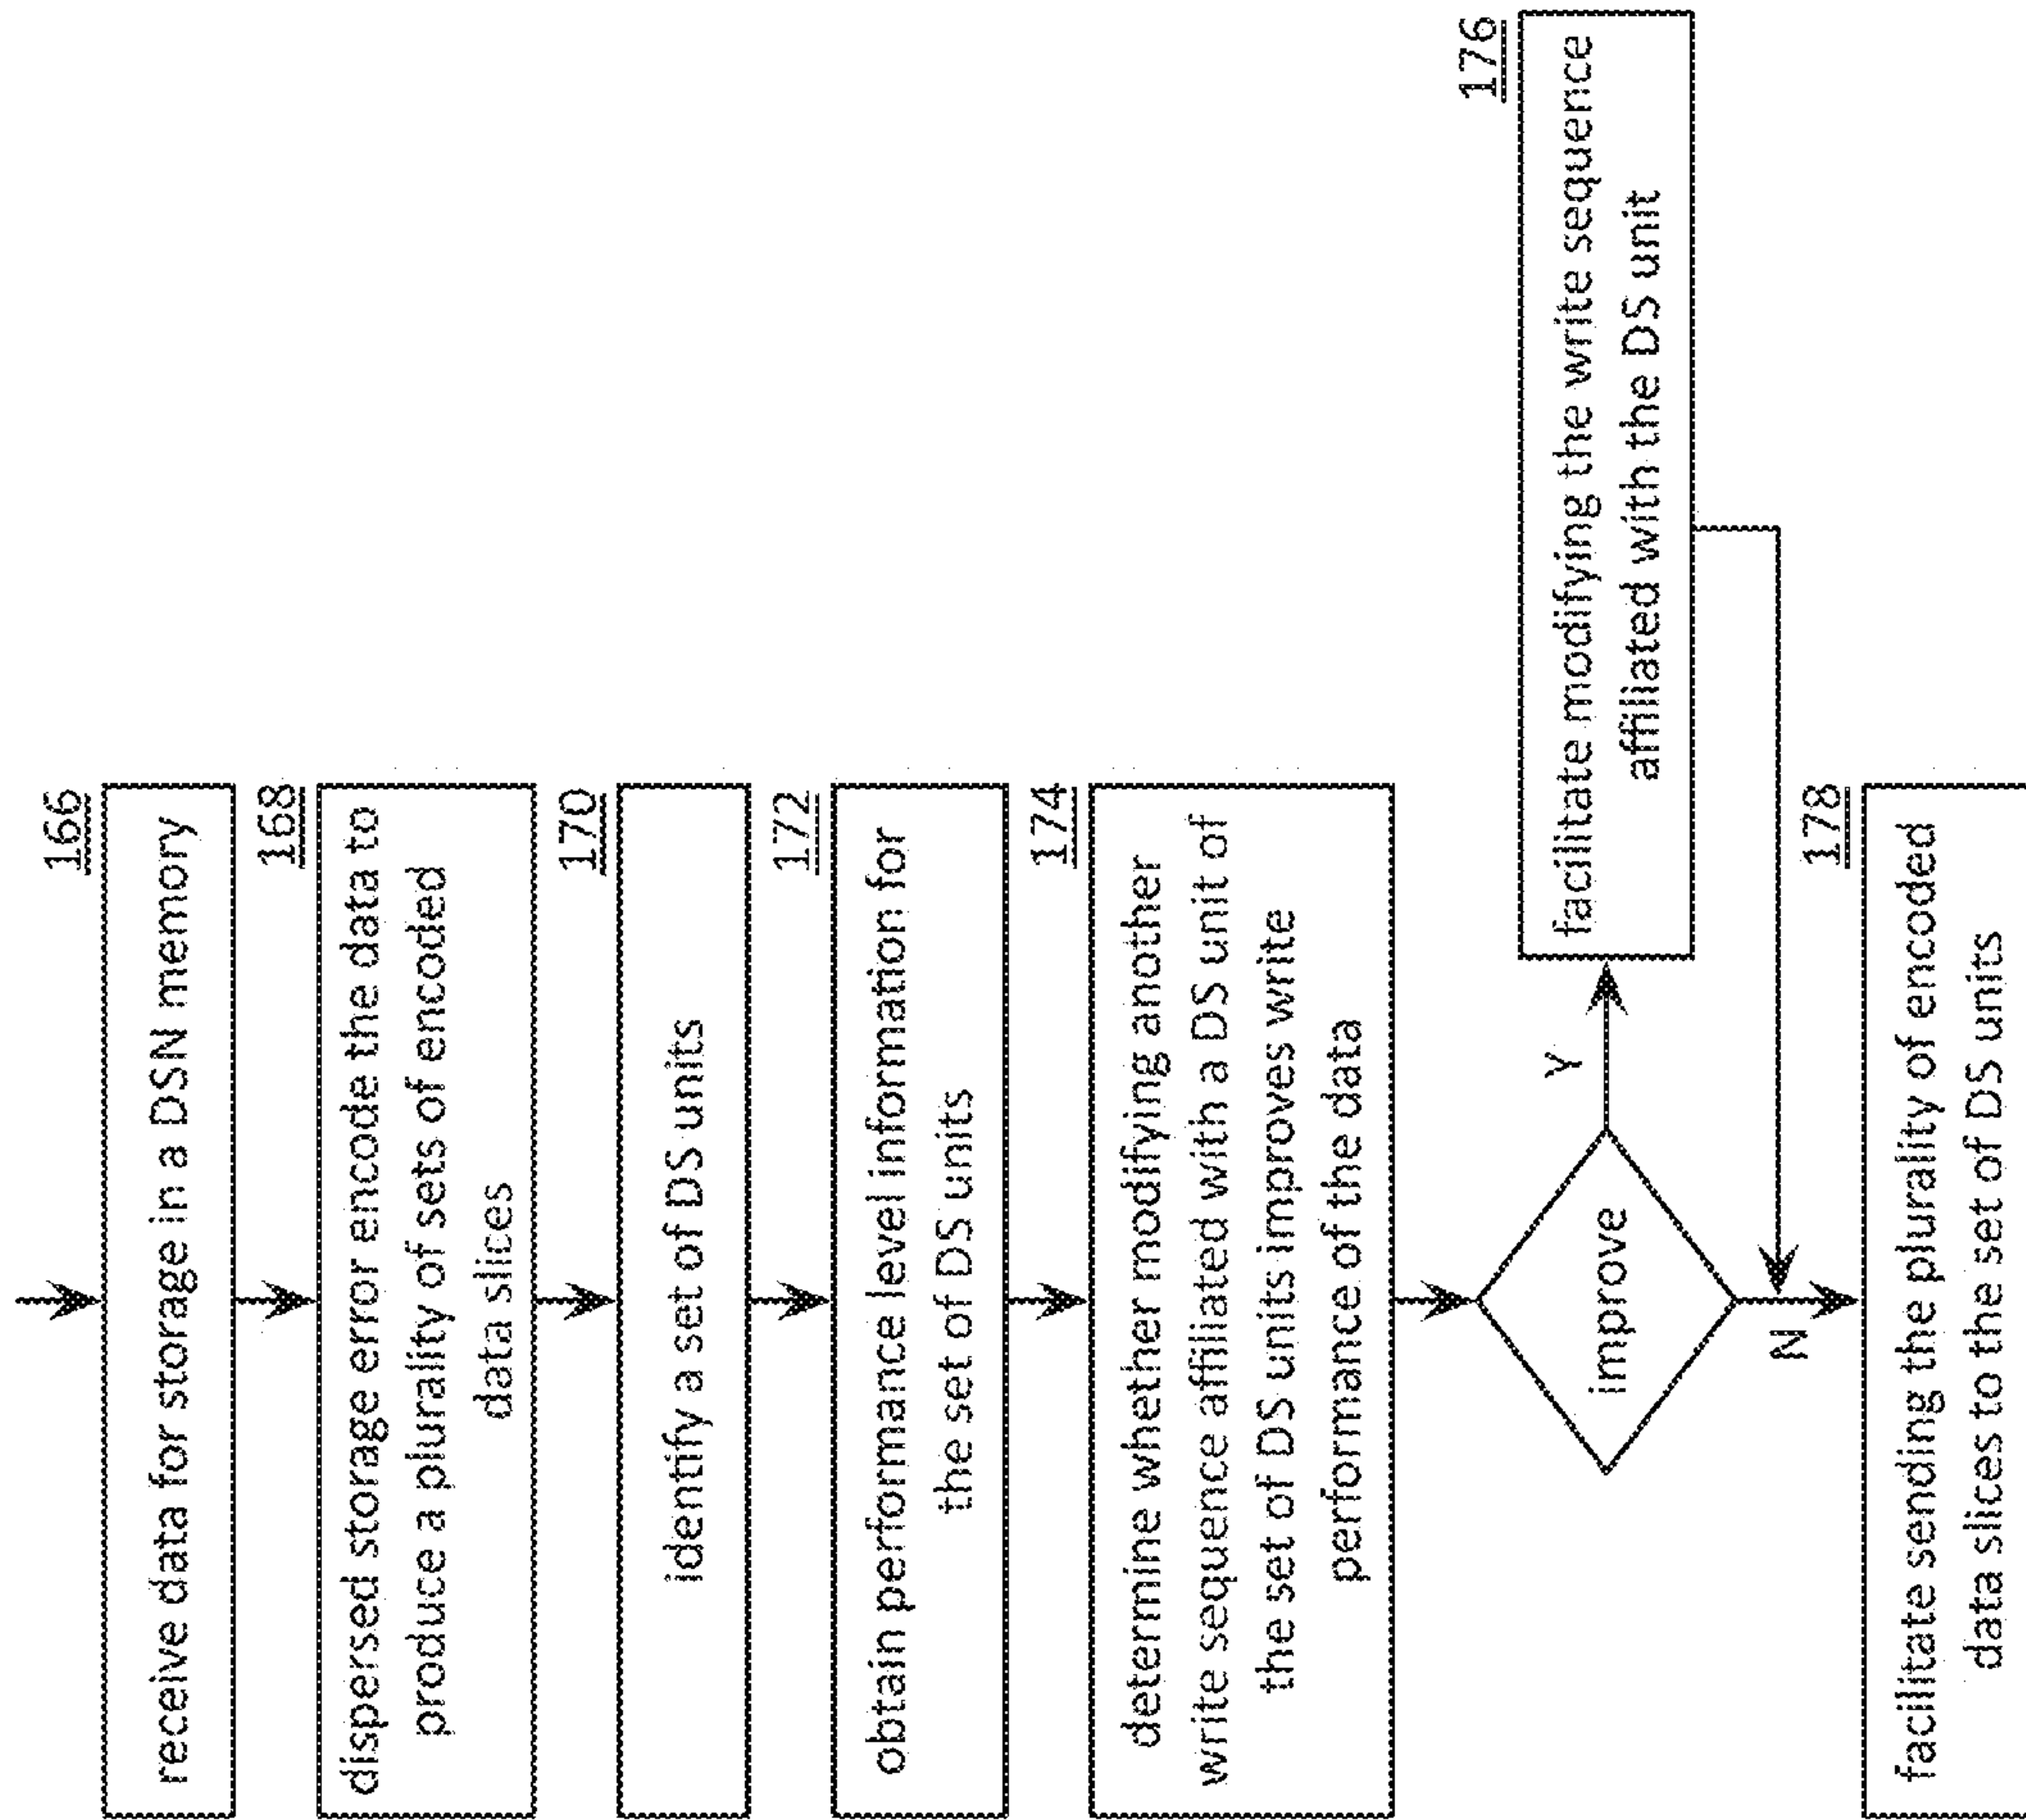 166
receive data for storage in a DSN memory
168
dispersed storage error encode the data to
produce a plurality of sets of encoded
data slices
170
identify a set of DS units
172
obtain performance level information for
the set of DS units
174
determine whether modifying another
write sequence affiliated with a DS unit of
the set of DS units improves write
performance of the data
improve
Y
N
176
facilitate modifying the write sequence
affiliated with the DS unit
178
facilitate sending the plurality of encoded
data slices to the set of DS units